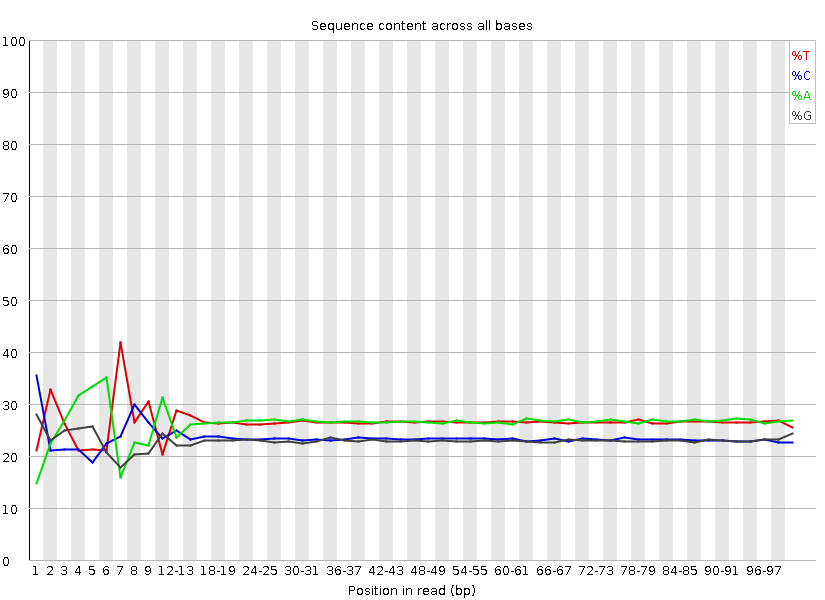 Sequence content across all bases
100
90
80
70
60
50
40
30
20
10
0
%T
%C
%A
%G
1 2 3 4 5 6 7 8 9 12-13 18-19 24-25 30-31 36-37 42-43 48-49 54-55 60-61 66-67 72-73 78-79 84-85 90-91 96-97
Position in read (bp)